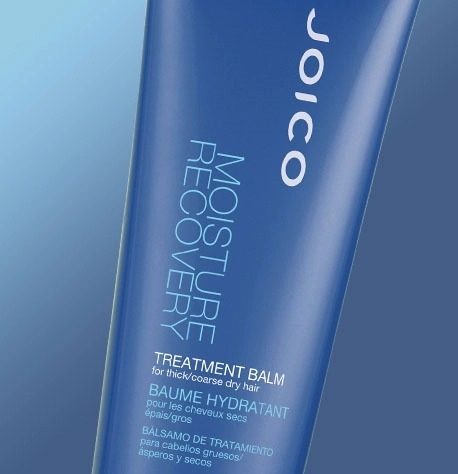 JOICO
MOISTURE
RECOVERY
TREATMENT BALM
for thick/coarse dry hair
BAUME HYDRATANT
pour les cheveux secs
épais/gros
BÁLSAMO DE TRATAMIENTO
para cabellos gruesos/
ásperos y secos